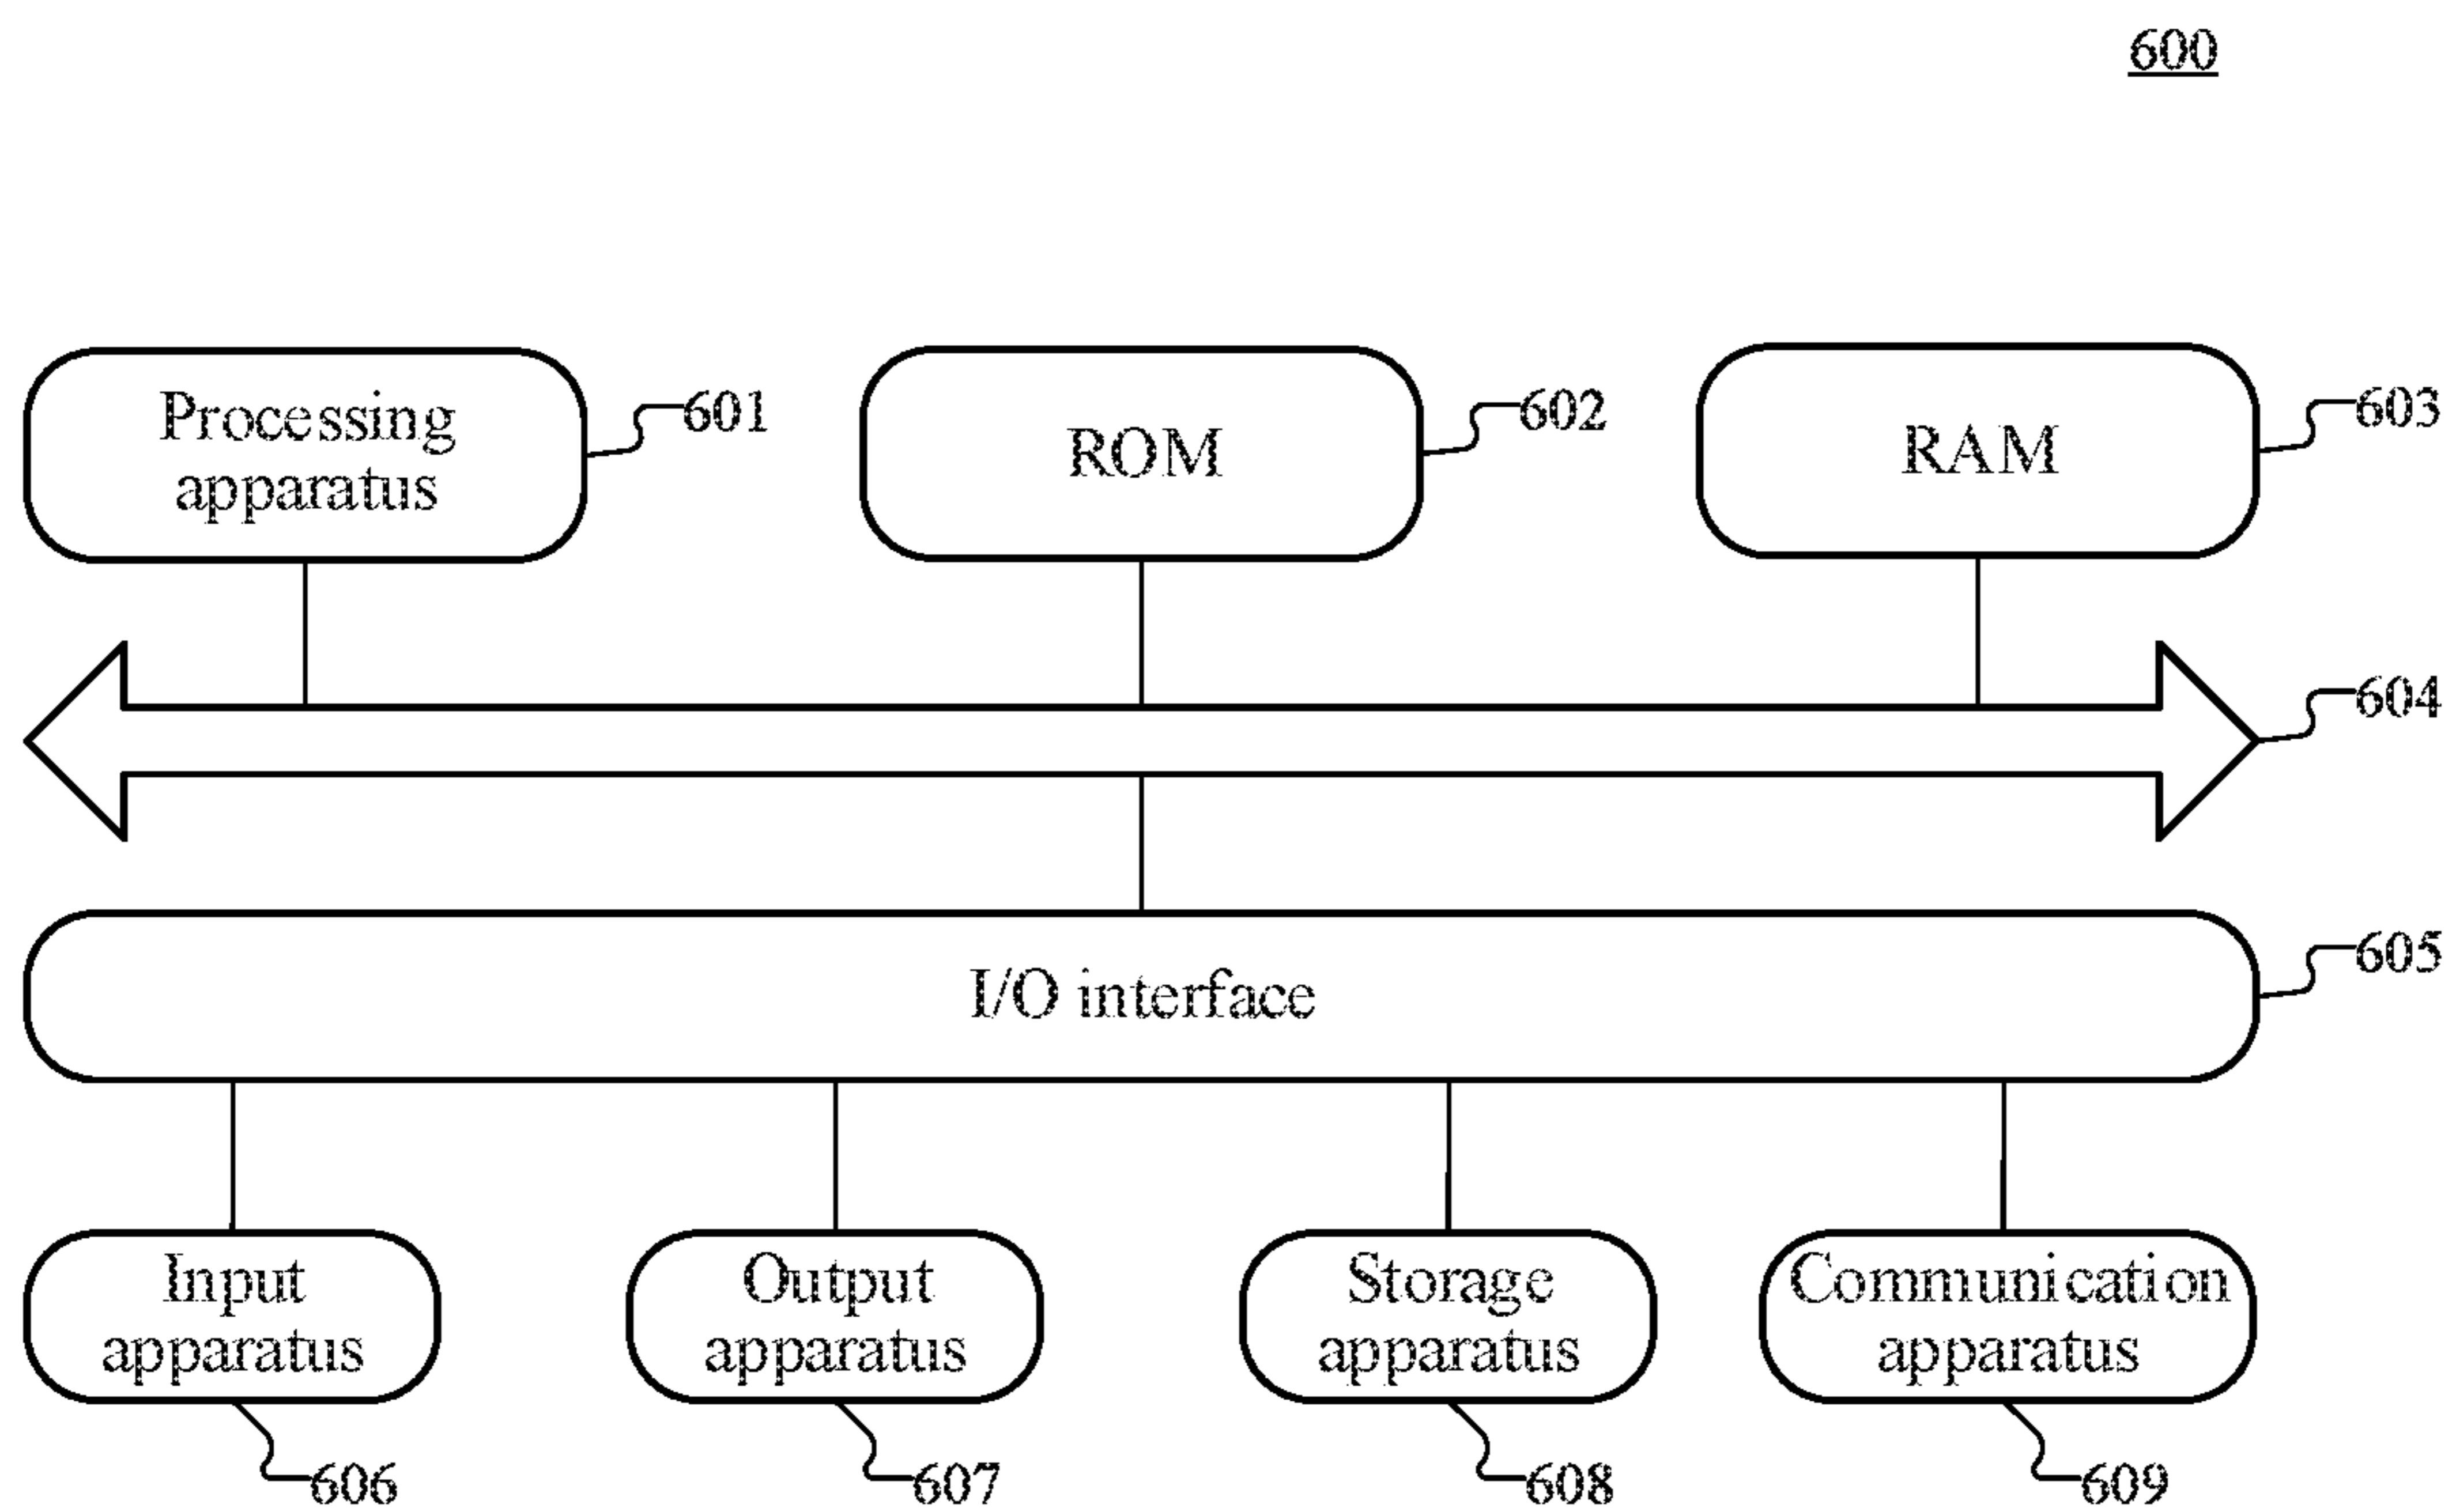 600
Processing
apparatus
601
ROM
602
RAM
603
604
I/O interface
605
Input
apparatus
606
Output
apparatus
607
Storage
apparatus
608
Communication
apparatus
609